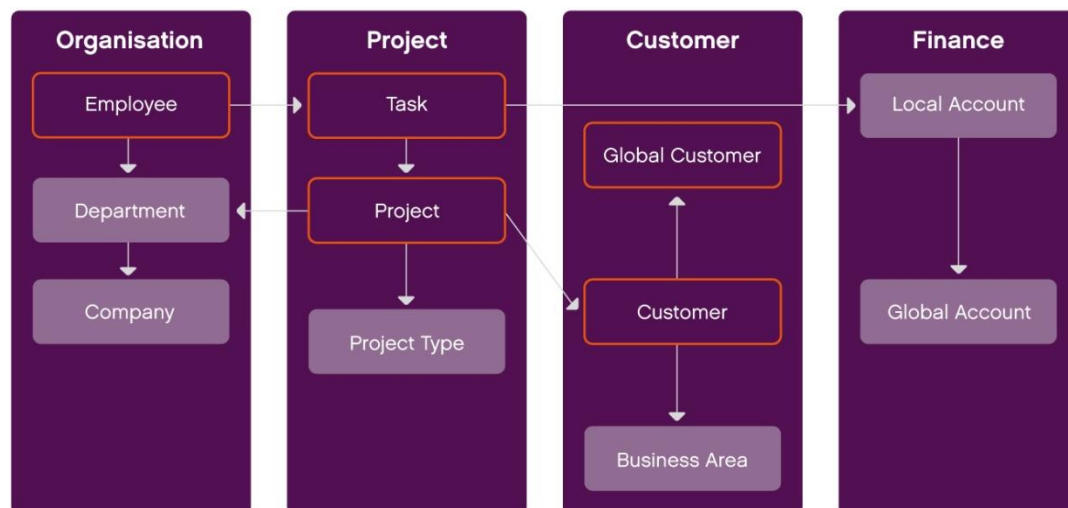 Organisation
Employee
Department
Company
Project
Task
Project
Project Type
Customer
Global Customer
Customer
Business Area
Finance
Local Account
Global Account